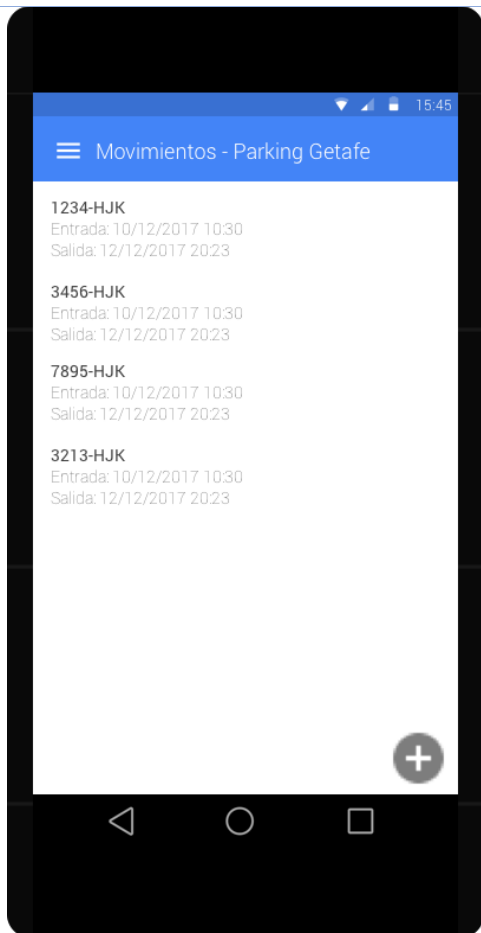 15:45
Movimientos - Parking Getafe
1234-HJK
Entrada: 10/12/2017 10:30
Salida: 12/12/2017 20:23
3456-HJK
Entrada: 10/12/2017 10:30
Salida: 12/12/2017 20:23
7895-HJK
Entrada: 10/12/2017 10:30
Salida: 12/12/2017 20:23
3213-HJK
Entrada: 10/12/2017 10:30
Salida: 12/12/2017 20:23